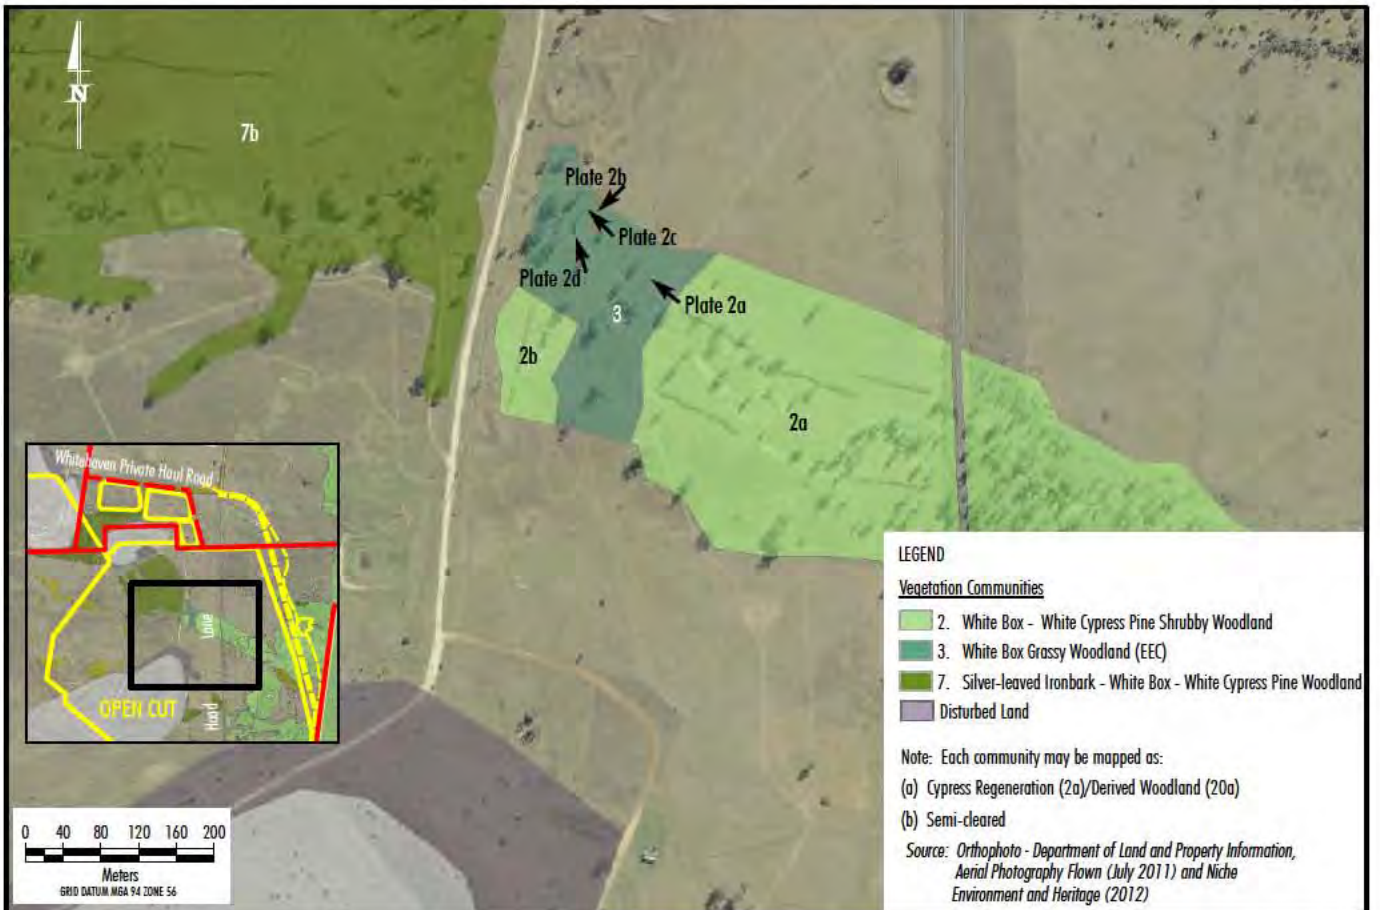 N
7b
Plate 2b
Plate 2c
Plate 2d
Plate 2a
3
2b
2a
Whitehaven Private Haul Road
Lane
OPEN CUT
Hoad
0 40 80 120 160 200
Meters
GRID DATUM MGA 94 ZONE 56
LEGEND
Vegetation Communities
2. White Box - White Cypress Pine Shrubby Woodland
3. White Box Grassy Woodland (EEC)
7. Silver-leaved Ironbark - White Box - White Cypress Pine Woodland
Disturbed Land
Note: Each community may be mapped as:
(a) Cypress Regeneration (2a)/Derived Woodland (20a)
(b) Semi-cleared
Source: Orthophoto - Department of Land and Property Information,
Aerial Photography Flown (July 2011) and Niche
Environment and Heritage (2012)